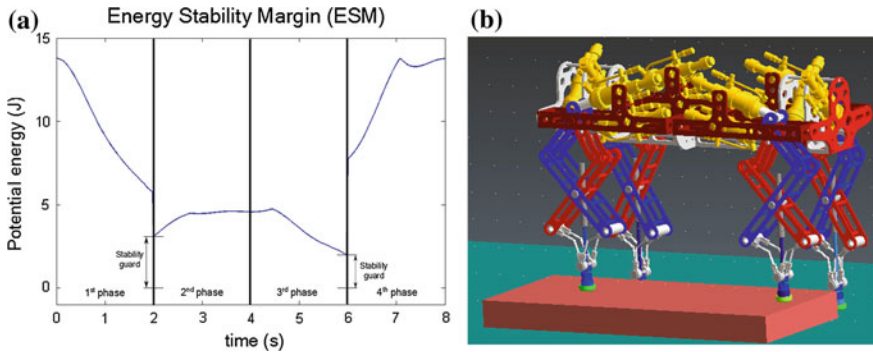 (a)
Energy Stability Margin (ESM)
15
10
5
0
Potential energy (J)
Stability
guard
Stability
guard
1st phase
2nd phase
3rd phase
4th phase
0 1 2 3 4 5 6 7 8
time (s)
(b)